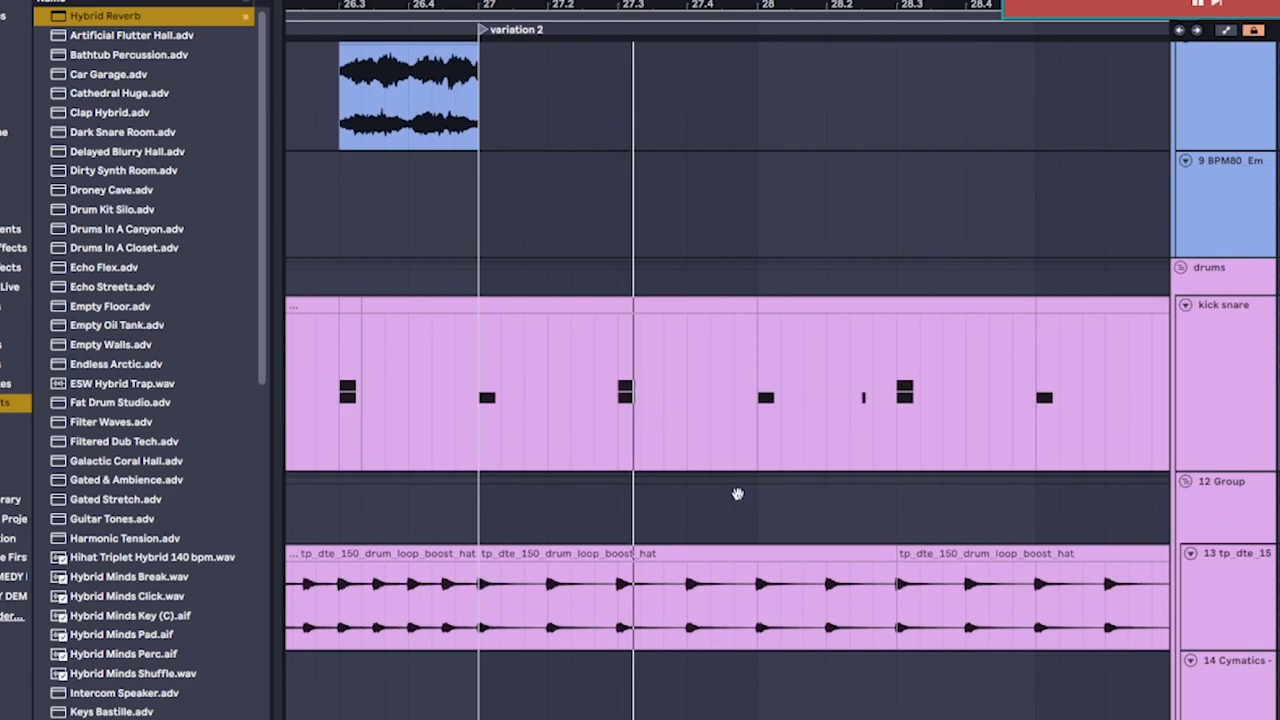 Name
Hybrid Reverb
Artificial Flutter Hall.adv
Bathtub Percussion.adv
Car Garage.adv
Cathedral Huge.adv
Clap Hybrid.adv
Dark Snare Room.adv
Delayed Blurry Hall.adv
Dirty Synth Room.adv
Droney Cave.adv
Drum Kit Silo.adv
Drums In A Canyon.adv
Drums In A Closet.adv
Echo Flex.adv
Echo Streets.adv
Empty Floor.adv
Empty Oil Tank.adv
Empty Walls.adv
Endless Arctic.adv
ESW Hybrid Trap.wav
Fat Drum Studio.adv
Filter Waves.adv
Filtered Dub Tech.adv
Galactic Coral Hall.adv
Gated & Ambience.adv
Gated Stretch.adv
Guitar Tones.adv
Harmonic Tension.adv
Hihat Triplet Hybrid 140 bpm.wav
Hybrid Minds Break.wav
Hybrid Minds Click.wav
Hybrid Minds Key (C).aif
Hybrid Minds Pad.aif
Hybrid Minds Perc.aif
Hybrid Minds Shuffle.wav
Intercom Speaker.adv
Keys Bastille.adv
26.3 26.4 27 27.2 27.3 27.4 28 28.2 28.3 28.4
variation 2
9 BPM80 Em
drums
... kick snare
12 Group
... tp_dte_150_drum_loop_boost_hat tp_dte_150_drum_loop_boost_hat tp_dte_150_drum_loop_boost_hat 13 tp_dte_15
14 Cymatics -